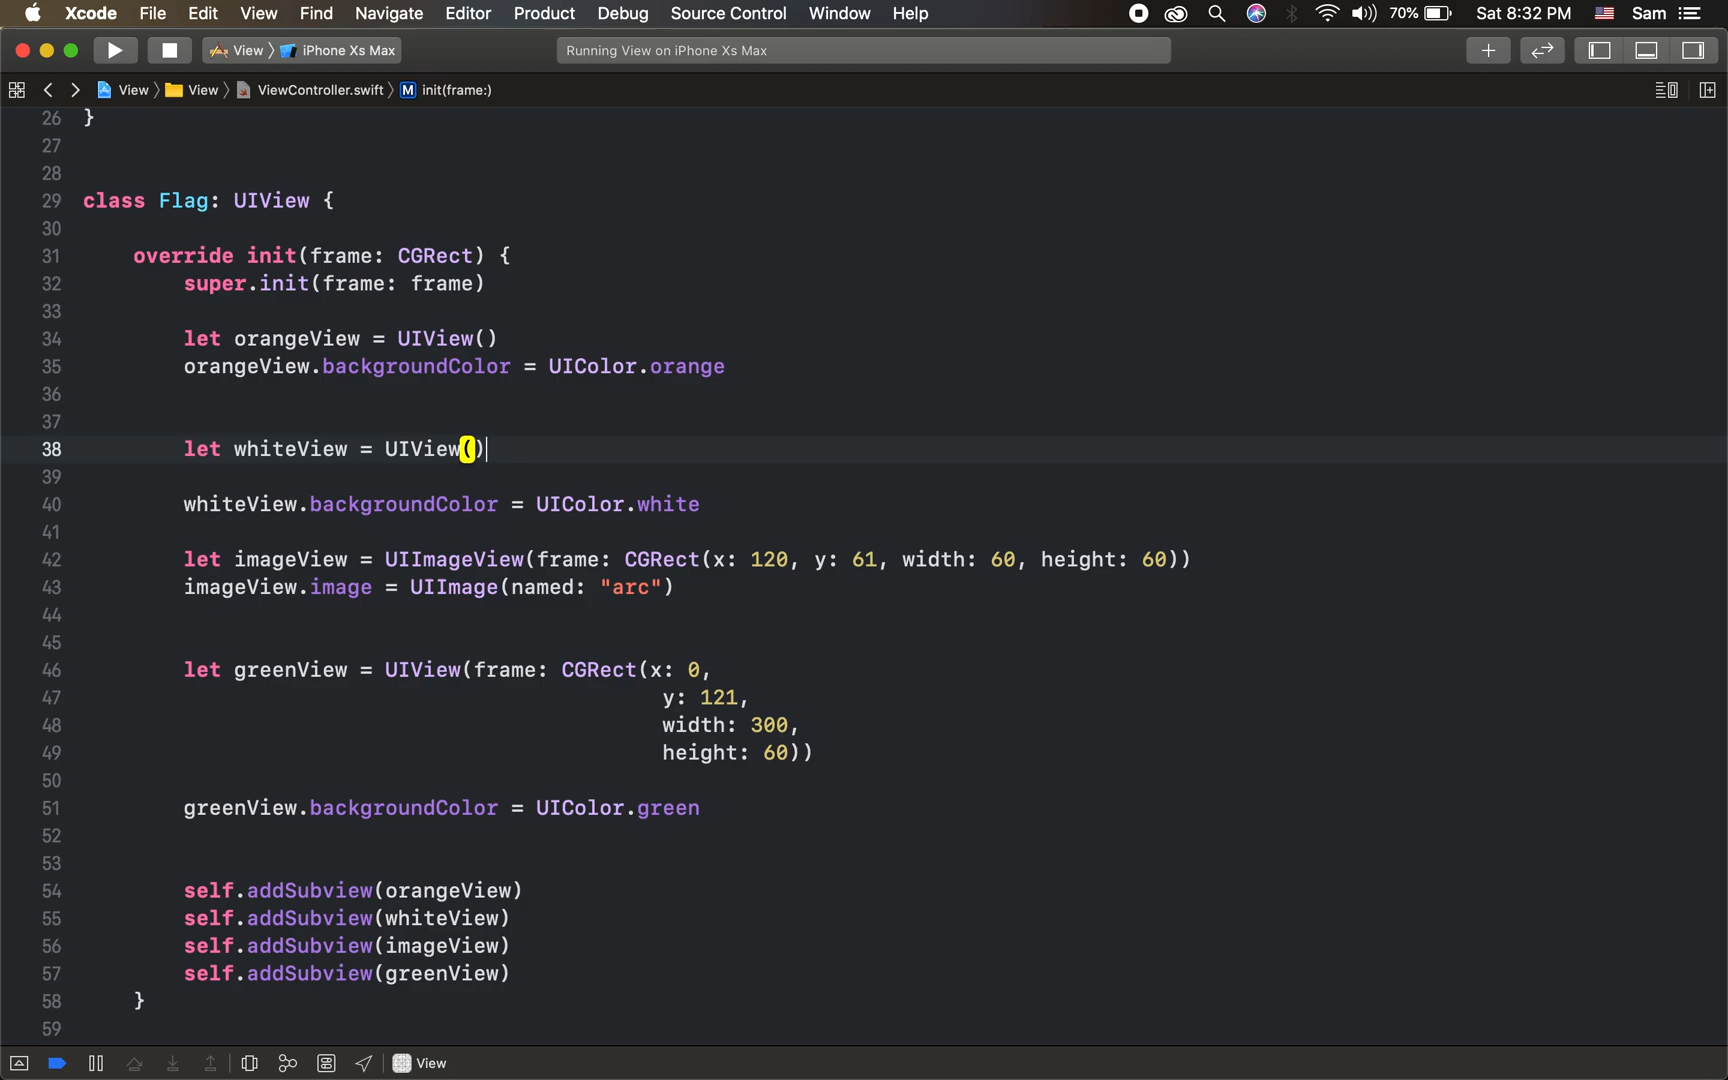 Xcode File Edit View Find Navigate Editor Product Debug Source Control Window Help 70% Sat 8:32 PM Sam
View iPhone Xs Max Running View on iPhone Xs Max
View View ViewController.swift M init(frame:)
26 }
27
28
29 class Flag: UIView {
30
31 override init(frame: CGRect) {
32 super.init(frame: frame)
33
34 let orangeView = UIView()
35 orangeView.backgroundColor = UIColor.orange
36
37
38 let whiteView = UIView()
39
40 whiteView.backgroundColor = UIColor.white
41
42 let imageView = UIImageView(frame: CGRect(x: 120, y: 61, width: 60, height: 60))
43 imageView.image = UIImage(named: "arc")
44
45
46 let greenView = UIView(frame: CGRect(x: 0,
47 y: 121,
48 width: 300,
49 height: 60))
50
51 greenView.backgroundColor = UIColor.green
52
53
54 self.addSubview(orangeView)
55 self.addSubview(whiteView)
56 self.addSubview(imageView)
57 self.addSubview(greenView)
58 }
59
View